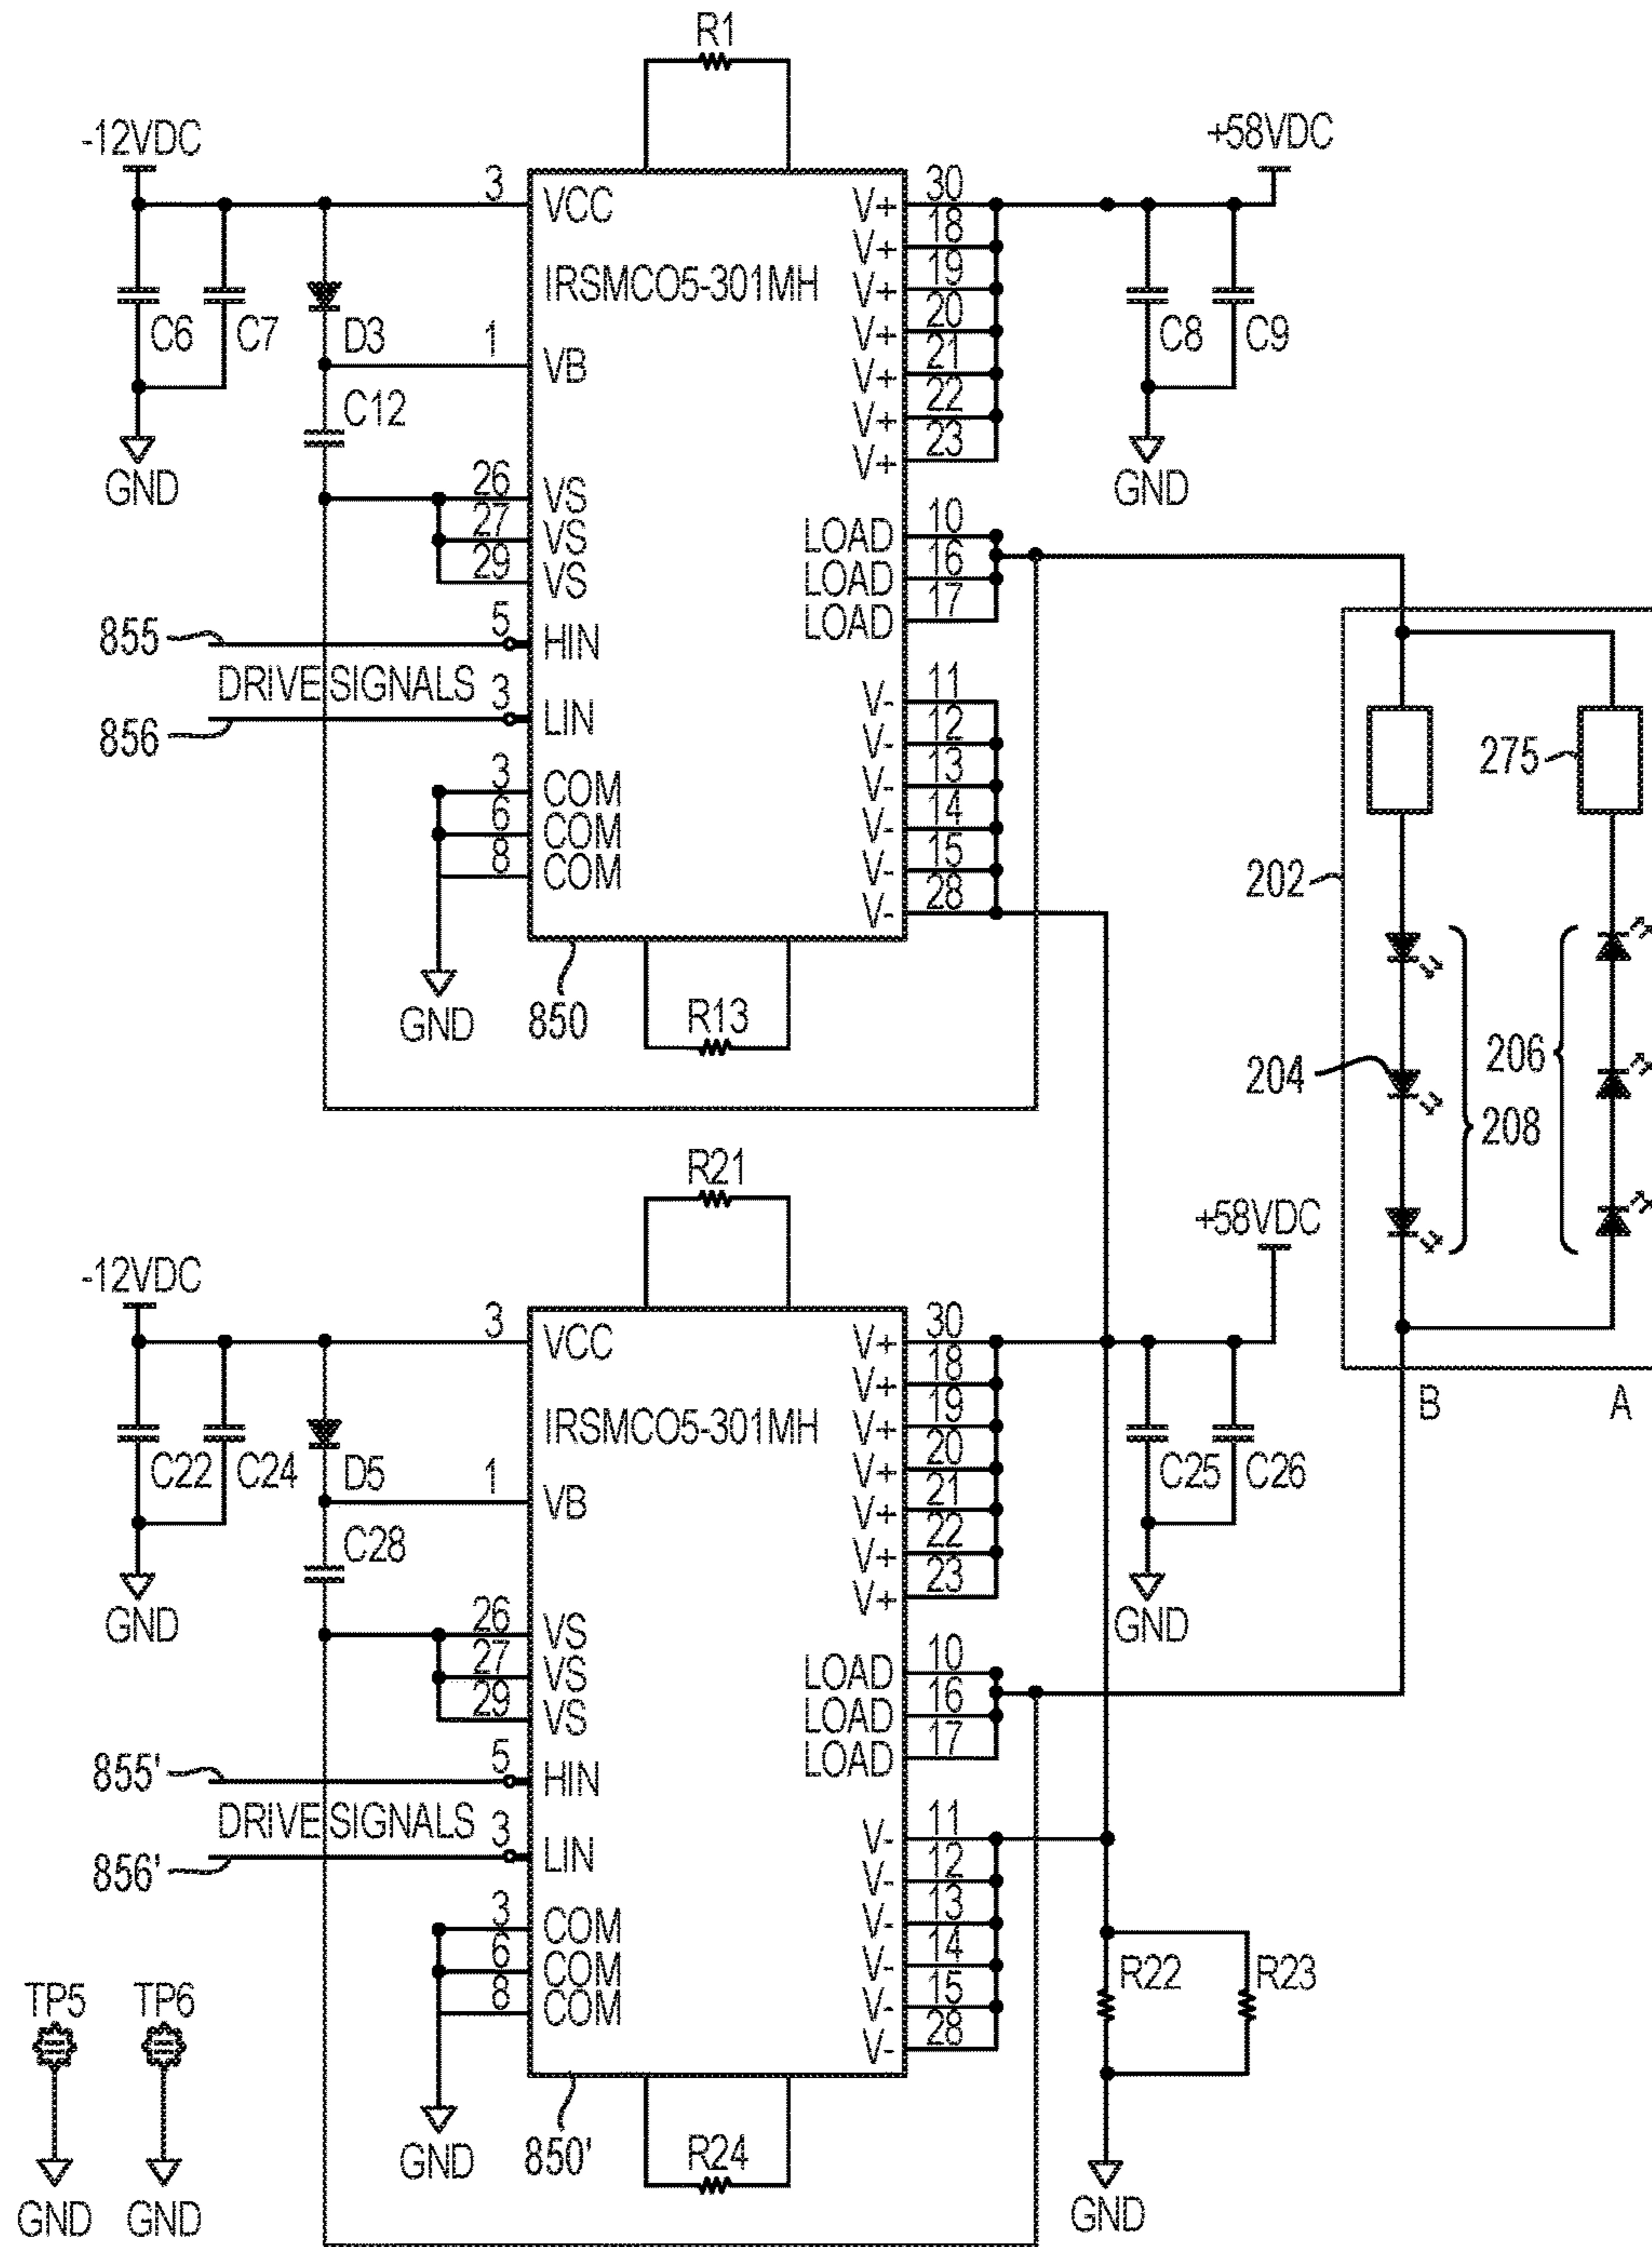 R1
-12VDC
+58VDC
3
VCC
V+
30
IRSMCO5-301MH
V+
18
V+
19
V+
20
V+
21
V+
22
V+
23
C6
C7
D3
1
VB
C8
C9
C12
GND
GND
26
VS
27
VS
29
VS
LOAD
10
LOAD
16
LOAD
17
855
5
HIN
DRIVE SIGNALS
3
LIN
856
V-
11
V-
12
V-
13
V-
14
V-
15
V-
28
3
COM
6
COM
8
COM
275
202
GND
850
R13
204
206
208
R21
+58VDC
-12VDC
3
VCC
V+
30
IRSMCO5-301MH
V+
18
V+
19
V+
20
V+
21
V+
22
V+
23
B
A
C22
C24
D5
1
VB
C25
C26
C28
GND
GND
26
VS
27
VS
29
VS
LOAD
10
LOAD
16
LOAD
17
855'
5
HIN
DRIVE SIGNALS
3
LIN
856'
V-
11
V-
12
V-
13
V-
14
V-
15
V-
28
3
COM
6
COM
8
COM
R22
R23
TP5
TP6
GND
850'
R24
GND
GND
GND